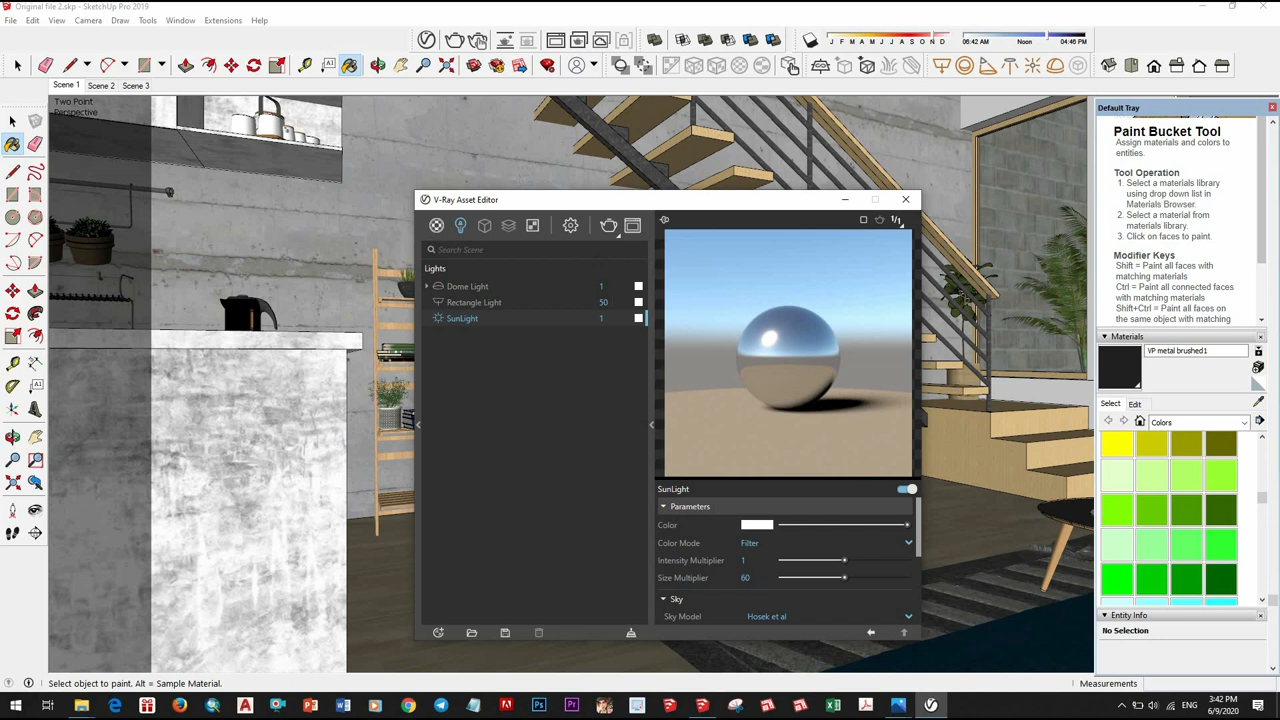 Original file 2.skp - SketchUp Pro 2019
File Edit View Camera Draw Tools Window Extensions Help
J F M A M J J A S O N D
06:42 AM Noon 04:46 PM
Scene 1 Scene 2 Scene 3
Two Point
Perspective
Default Tray
Paint Bucket Tool
Assign materials and colors to
entities.
Tool Operation
1. Select a materials library
using drop down list in
Materials Browser.
2. Select a material from
materials library.
3. Click on faces to paint.
Modifier Keys
Shift = Paint all faces with
matching materials
Ctrl = Paint all connected faces
with matching materials
Shift+Ctrl = Paint all faces on
the same object with matching
Materials
VP metal brushed1
Select Edit
Colors
Entity Info
No Selection
V-Ray Asset Editor
Search Scene
Lights
Dome Light 1
Rectangle Light 50
SunLight 1
1/1
SunLight
Parameters
Color
Color Mode Filter
Intensity Multiplier 1
Size Multiplier 60
Sky
Sky Model Hosek et al
Select object to paint. Alt = Sample Material.
Measurements
ENG
3:42 PM
6/9/2020